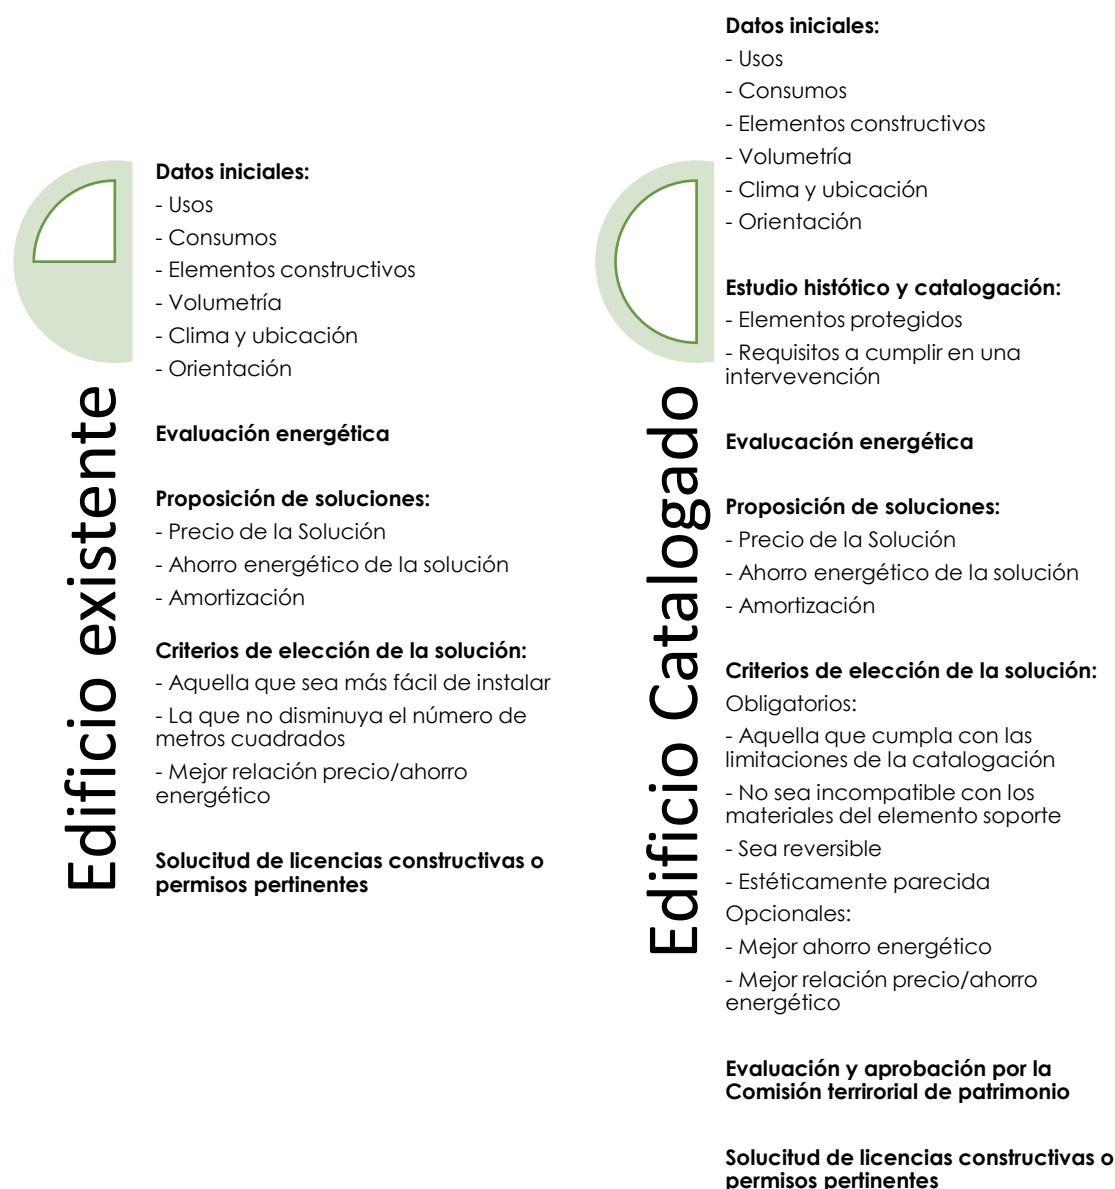 Edificio existente
Datos iniciales:
- Usos
- Consumos
- Elementos constructivos
- Volumetría
- Clima y ubicación
- Orientación
Evaluación energética
Proposición de soluciones:
- Precio de la Solución
- Ahorro energético de la solución
- Amortización
Criterios de elección de la solución:
- Aquella que sea más fácil de instalar
- La que no disminuya el número de
metros cuadrados
- Mejor relación precio/ahorro
energético
Solucitud de licencias constructivas o
permisos pertinentes
Edificio Catalogado
Datos iniciales:
- Usos
- Consumos
- Elementos constructivos
- Volumetría
- Clima y ubicación
- Orientación
Estudio histótico y catalogación:
- Elementos protegidos
- Requisitos a cumplir en una
intervevención
Evalucación energética
Proposición de soluciones:
- Precio de la Solución
- Ahorro energético de la solución
- Amortización
Criterios de elección de la solución:
Obligatorios:
- Aquella que cumpla con las
limitaciones de la catalogación
- No sea incompatible con los
materiales del elemento soporte
- Sea reversible
- Estéticamente parecida
Opcionales:
- Mejor ahorro energético
- Mejor relación precio/ahorro
energético
Evaluación y aprobación por la
Comisión terrirorial de patrimonio
Solucitud de licencias constructivas o
permisos pertinentes